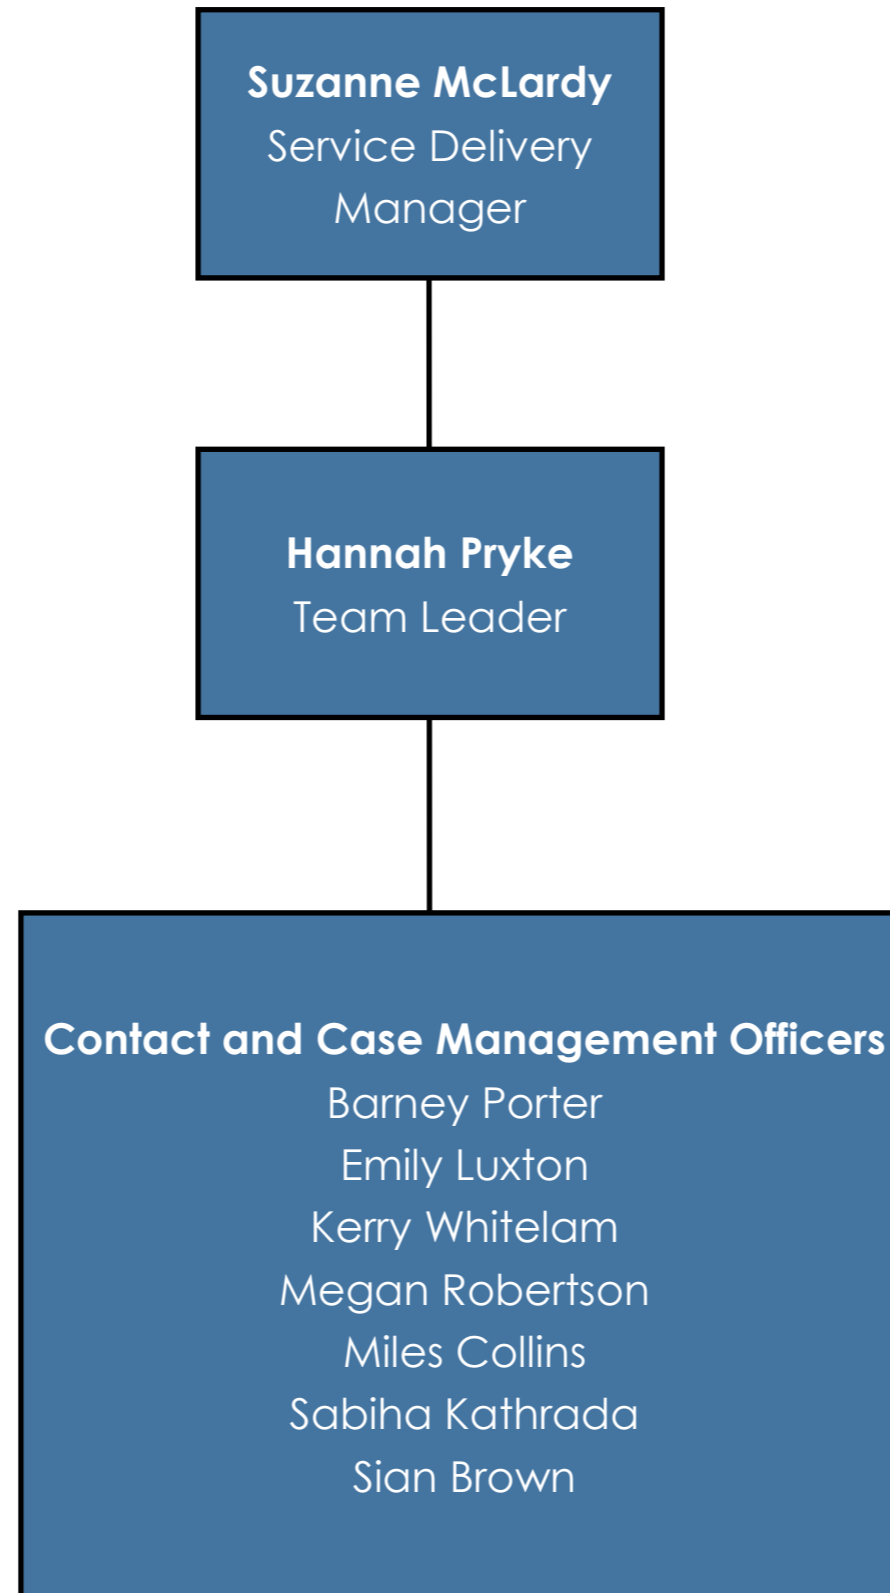 Suzanne McLardy
Service Delivery
Manager
Hannah Pryke
Team Leader
Contact and Case Management Officers
Barney Porter
Emily Luxton
Kerry Whitelam
Megan Robertson
Miles Collins
Sabiha Kathrada
Sian Brown